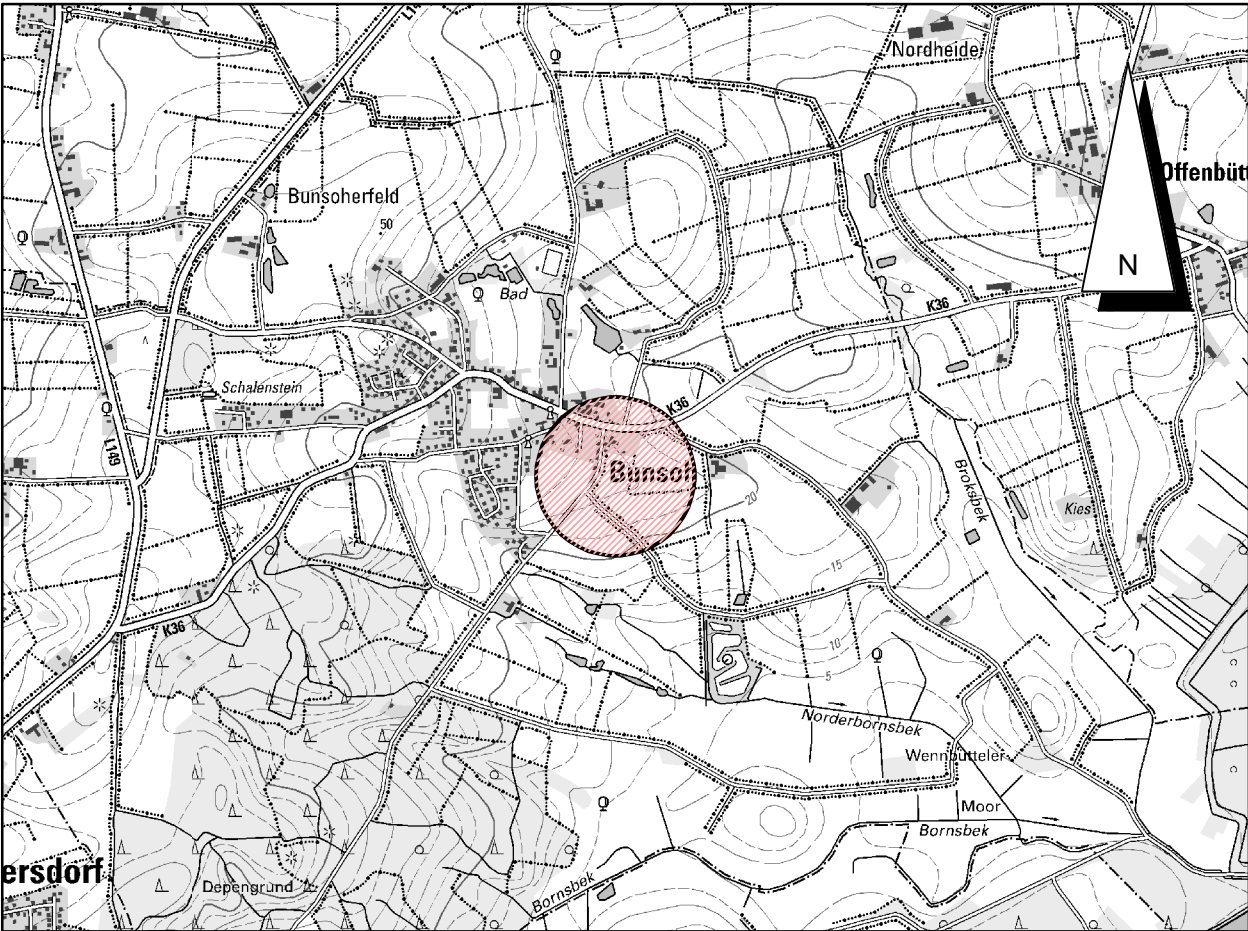 L1
Nordheide
Offenbütt
Bunsoherfeld
50
N
Bad
K36
Schalenstein
K36
L149
Bunsoh
20
Broksbek
Kies
15
K36
10
5
Norderbornsbek
Wennbütteler
Moor
Bornsbek
ersdorf
Depengrund
Bornsbek